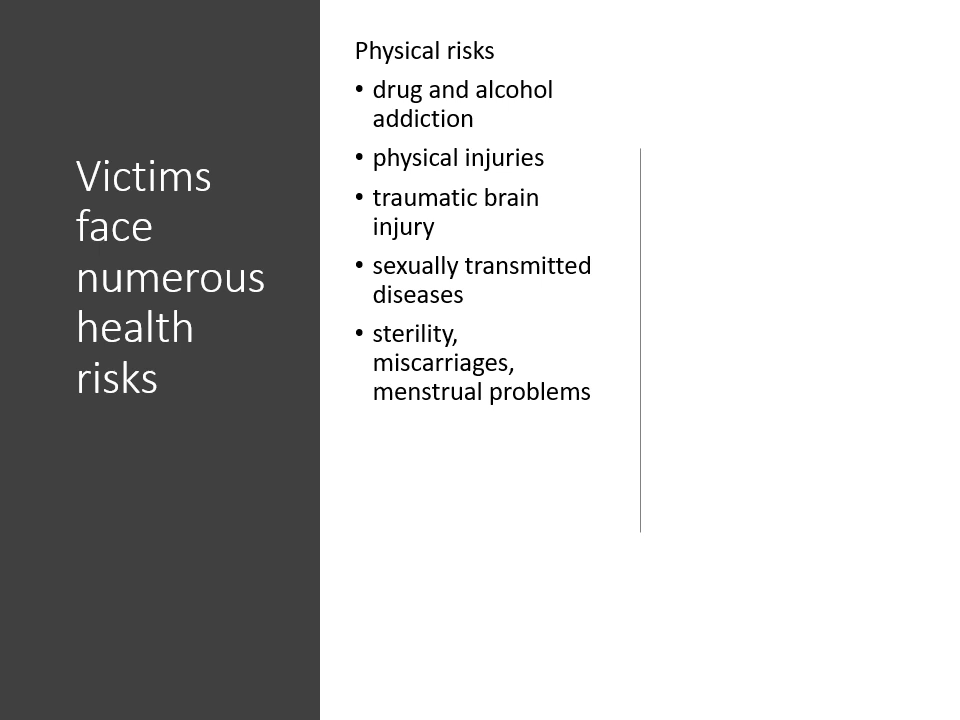 Victims
face
numerous
health
risks
Physical risks
• drug and alcohol
addiction
• physical injuries
• traumatic brain
injury
• sexually transmitted
diseases
• sterility,
miscarriages,
menstrual problems